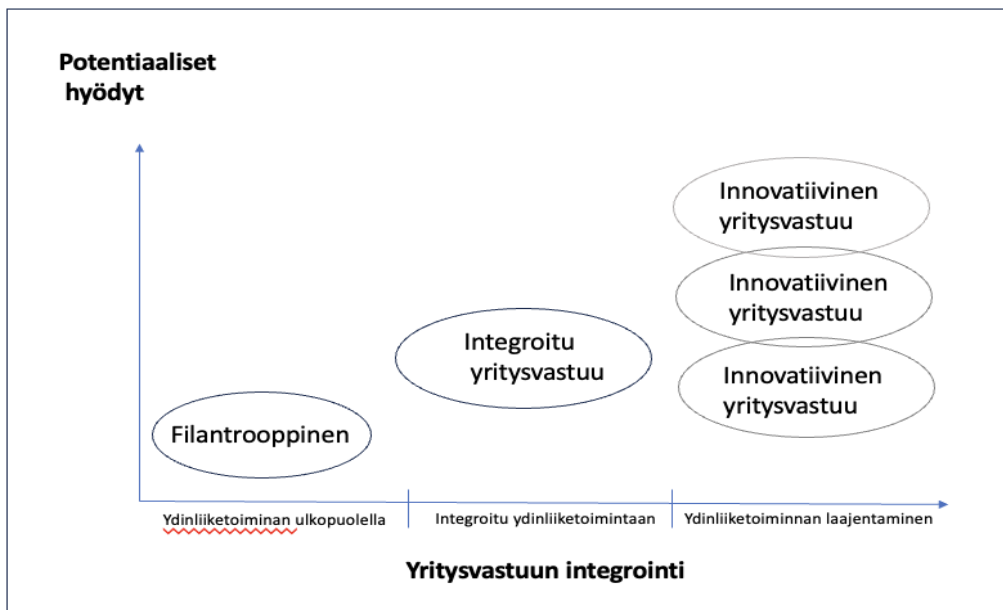 Potentiaaliset
hyödyt
Innovatiivinen
yritysvastuu
Innovatiivinen
yritysvastuu
Integroitu
yritysvastuu
Innovatiivinen
yritysvastuu
Filantrooppinen
Ydinliiketoiminan ulkopuolella
Integroitu ydinliiketoimintaan
Ydinliiketoiminnan laajentaminen
Yritysvastuun integrointi